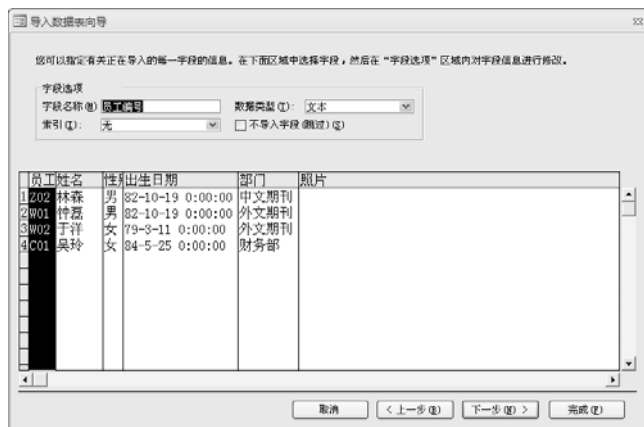 导入数据表向导
您可以指定有关正在导入的每一字段的信息。在下面区域中选择字段，然后在“字段选项”区域内对字段信息进行修改。
字段选项
字段名称(M) 员工编号 数据类型(T): 文本
索引(I): 无 不导入字段(跳过)(S)
员工 姓名 性别 出生日期 部门 照片
1 Z02 林森 男 82-10-19 0:00:00 中文期刊
2 W01 钟磊 男 82-10-19 0:00:00 外文期刊
3 W02 于洋 女 79-3-11 0:00:00 外文期刊
4 C01 吴玲 女 84-5-25 0:00:00 财务部
取消 <上一步(B) 下一步(N)> 完成(F)